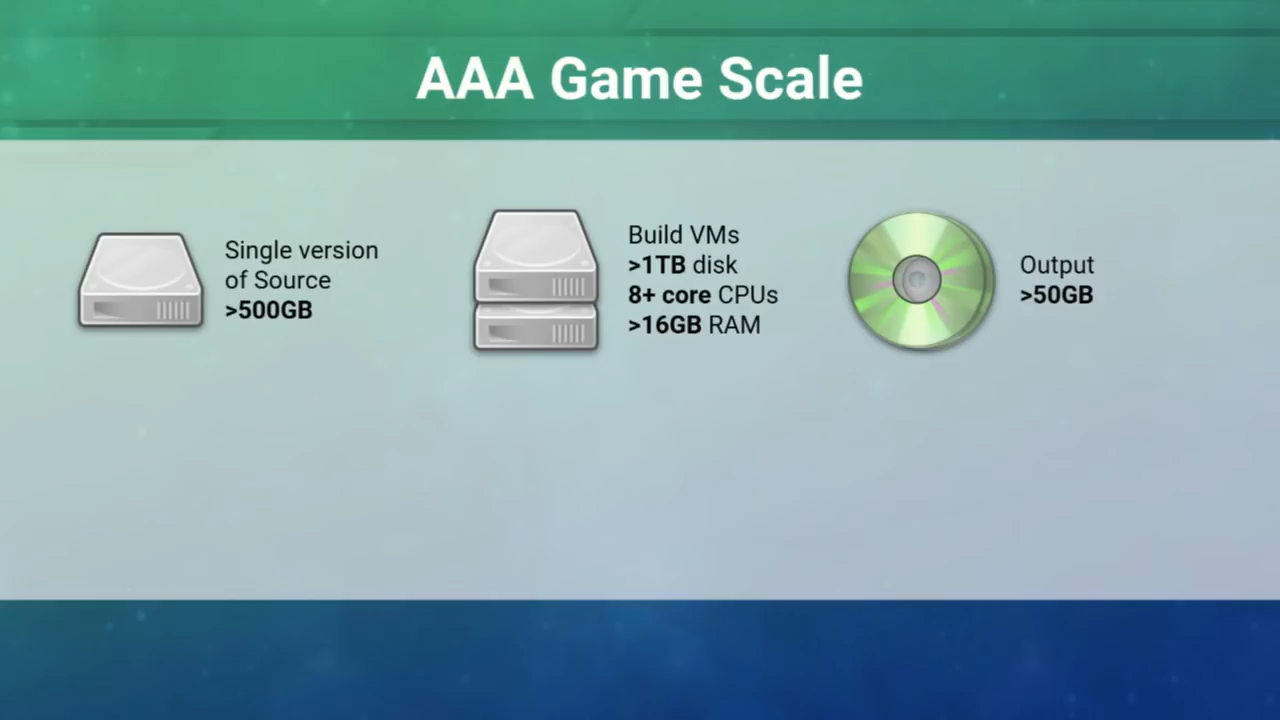 AAA Game Scale
Single version
of Source
>500GB
Build VMs
>1TB disk
8+ core CPUs
>16GB RAM
Output
>50GB